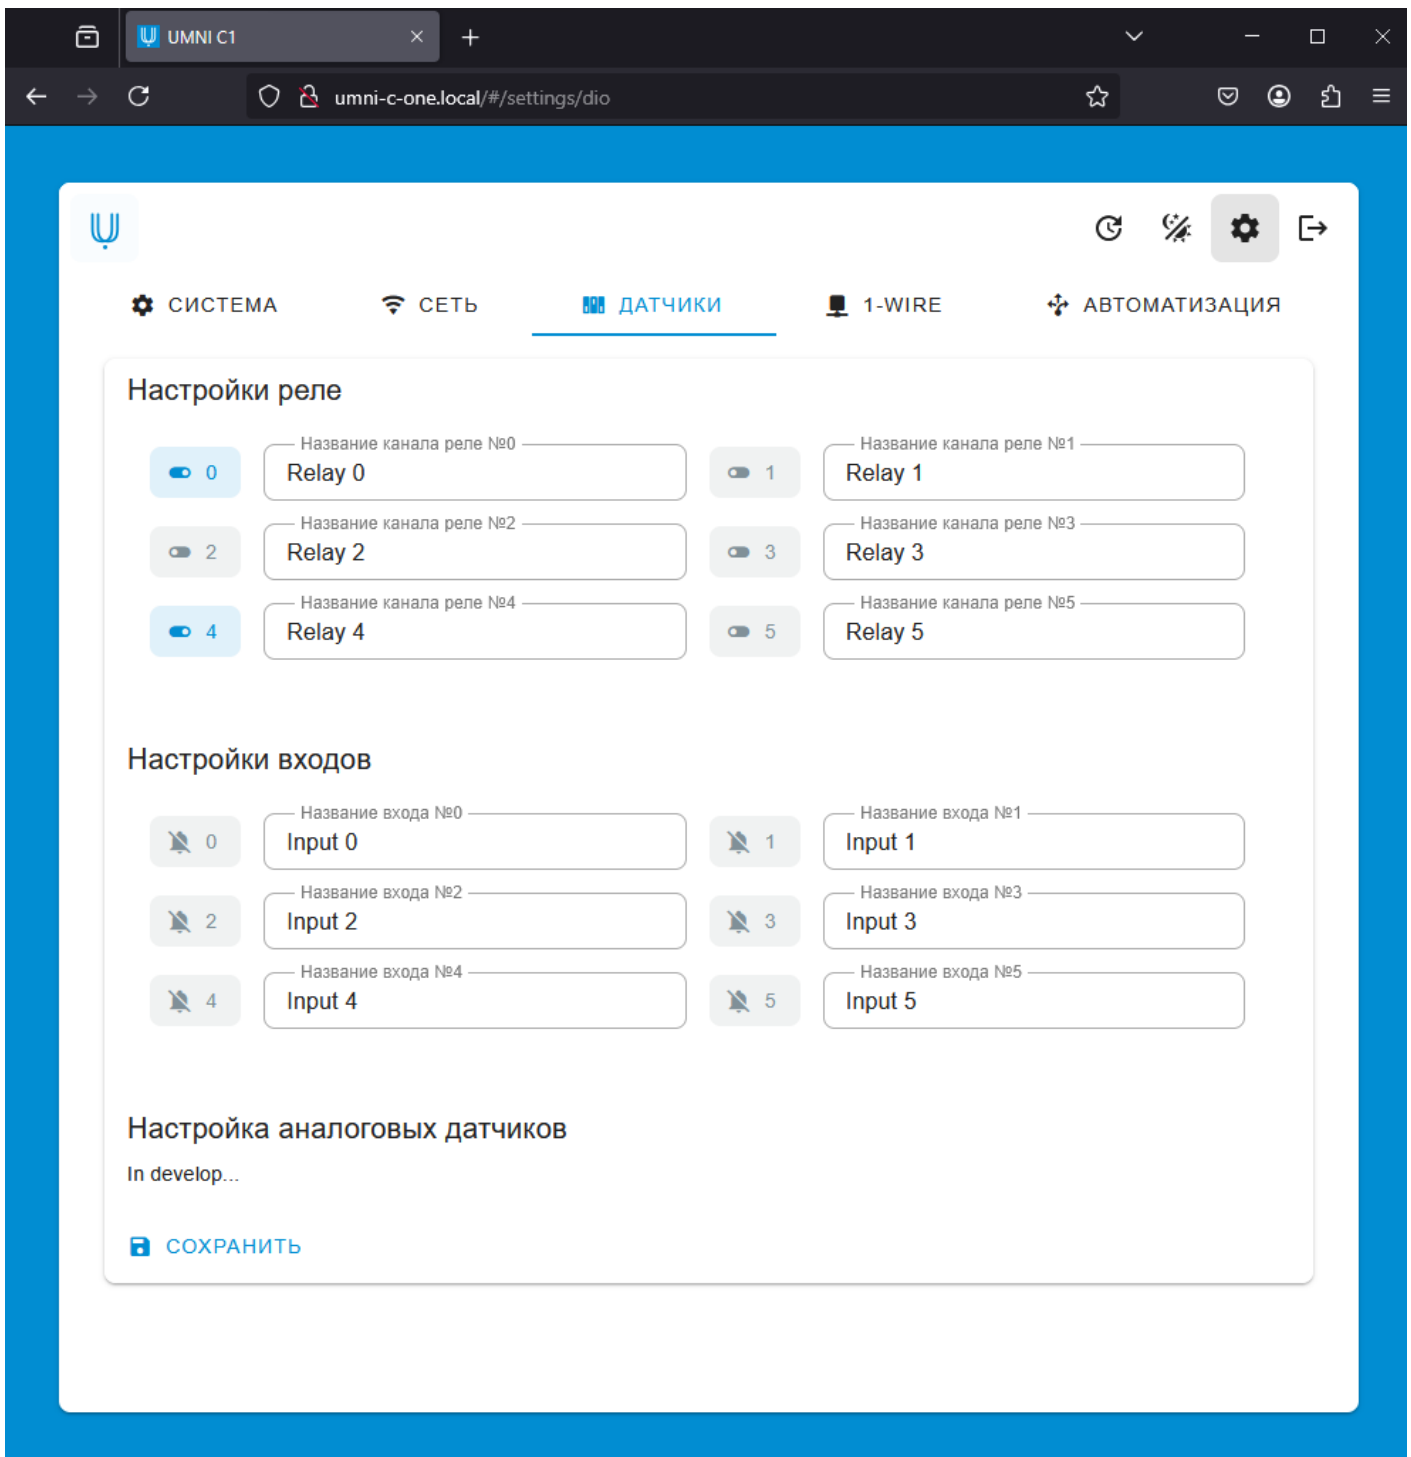 UMNI C1
umni-c-one.local/#/settings/dio
СИСТЕМА СЕТЬ ДАТЧИКИ 1-WIRE АВТОМАТИЗАЦИЯ
Настройки реле
Название канала реле №0 Название канала реле №1
0 Relay 0 1 Relay 1
Название канала реле №2 Название канала реле №3
2 Relay 2 3 Relay 3
Название канала реле №4 Название канала реле №5
4 Relay 4 5 Relay 5
Настройки входов
Название входа №0 Название входа №1
0 Input 0 1 Input 1
Название входа №2 Название входа №3
2 Input 2 3 Input 3
Название входа №4 Название входа №5
4 Input 4 5 Input 5
Настройка аналоговых датчиков
In develop...
СОХРАНИТЬ